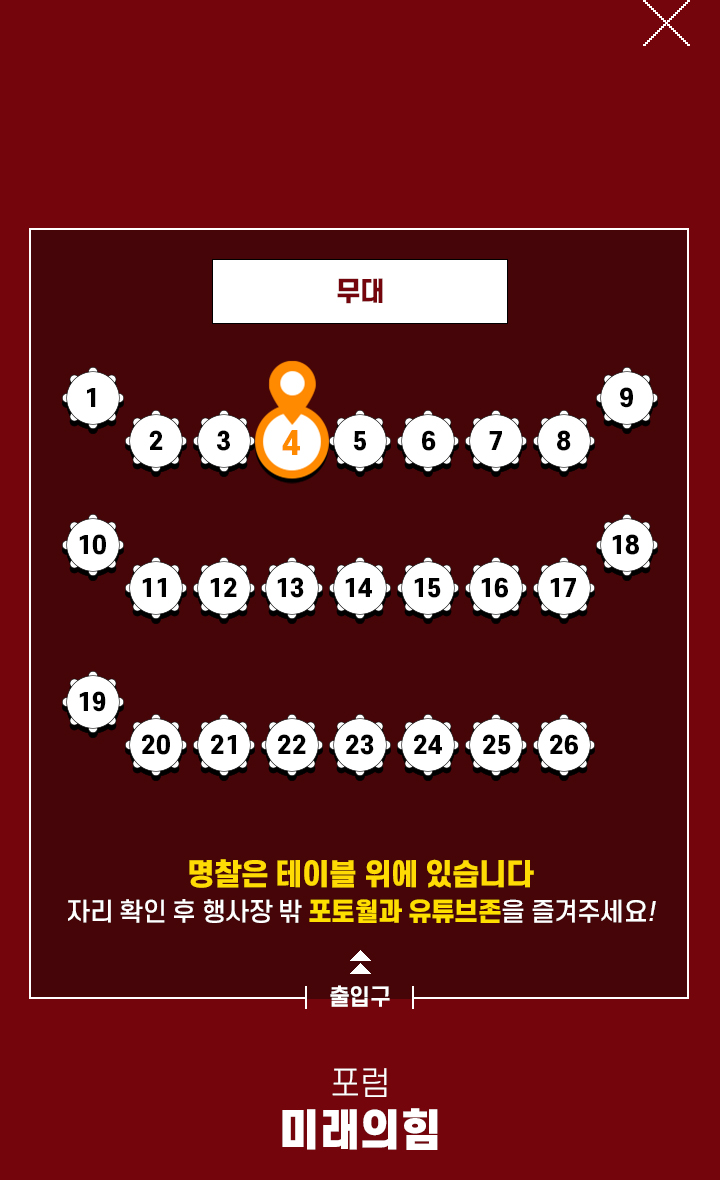 무대
1 9
2 3 4 5 6 7 8
10 18
11 12 13 14 15 16 17
19
20 21 22 23 24 25 26
명찰은 테이블 위에 있습니다
자리 확인 후 행사장 밖 포토월과 유튜브존을 즐겨주세요!
출입구
포럼
미래의힘